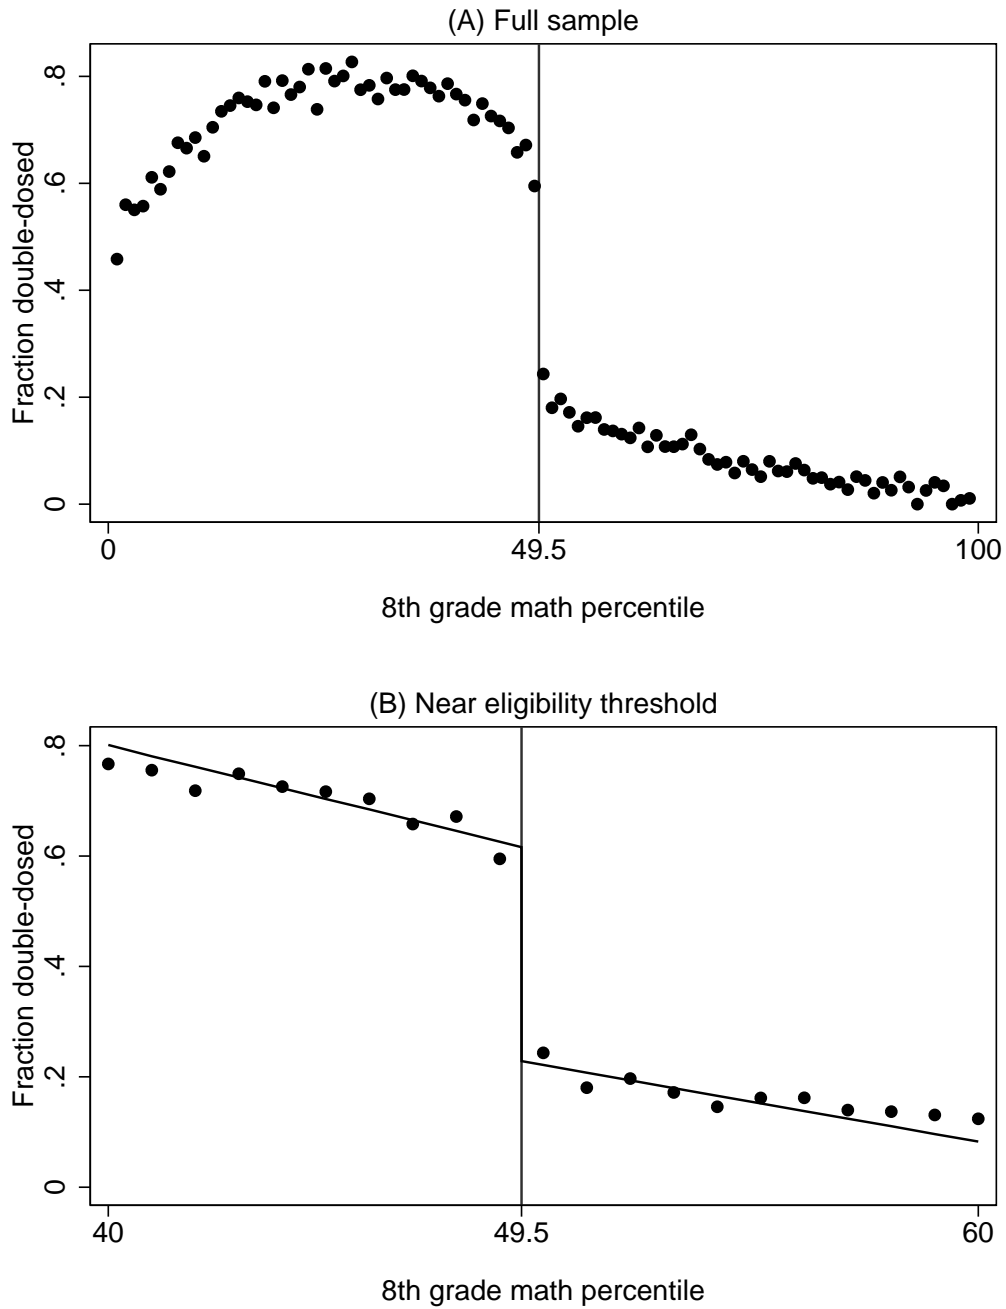 (A) Full sample
Fraction double-dosed
.8
.6
.4
.2
0
0 49.5 100
8th grade math percentile
(B) Near eligibility threshold
Fraction double-dosed
.8
.6
.4
.2
0
40 49.5 60
8th grade math percentile